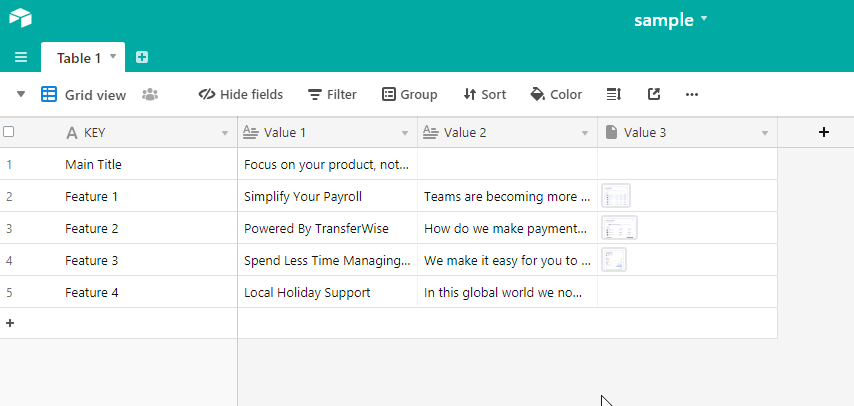 sample
Table 1
Grid view Hide fields Filter Group Sort Color
KEY Value 1 Value 2 Value 3
1 Main Title Focus on your product, not...
2 Feature 1 Simplify Your Payroll Teams are becoming more ...
3 Feature 2 Powered By TransferWise How do we make payment...
4 Feature 3 Spend Less Time Managing... We make it easy for you to ...
5 Feature 4 Local Holiday Support In this global world we no...